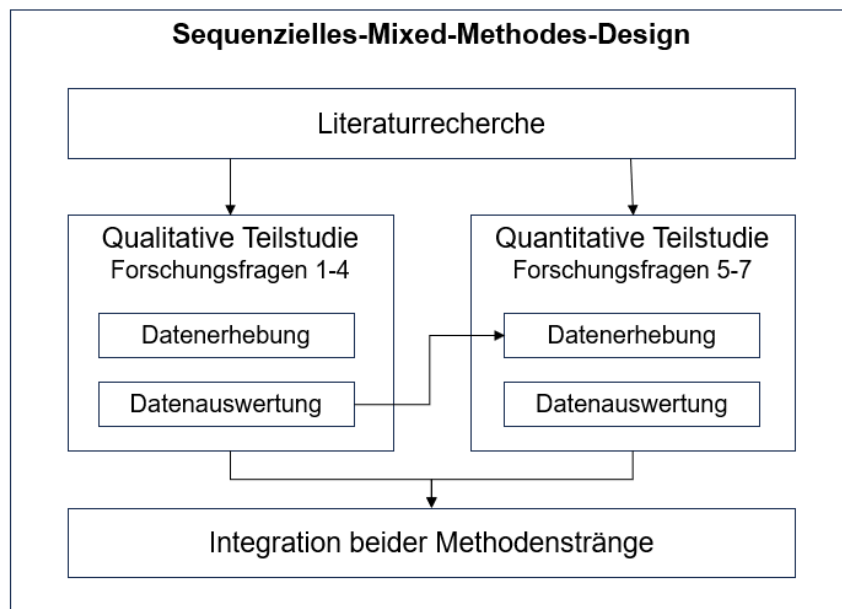 Sequenzielles-Mixed-Methodes-Design
Literaturrecherche
Qualitative Teilstudie
Forschungsfragen 1-4
Datenerhebung
Datenauswertung
Quantitative Teilstudie
Forschungsfragen 5-7
Datenerhebung
Datenauswertung
Integration beider Methodenstränge